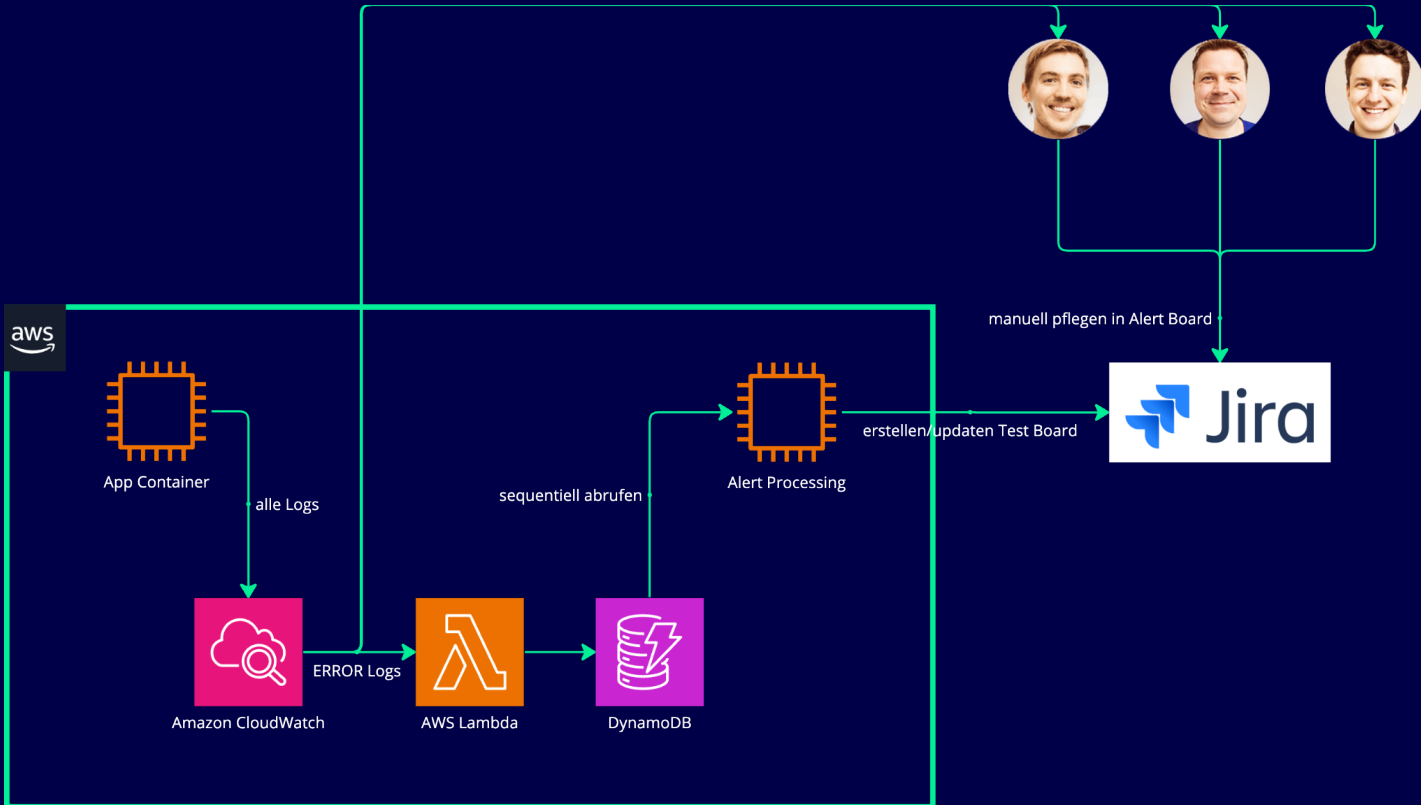 manuell pflegen in Alert Board
aws
Jira
erstellen/updaten Test Board
App Container
Alert Processing
sequentiell abrufen
alle Logs
ERROR Logs
Amazon CloudWatch
AWS Lambda
DynamoDB